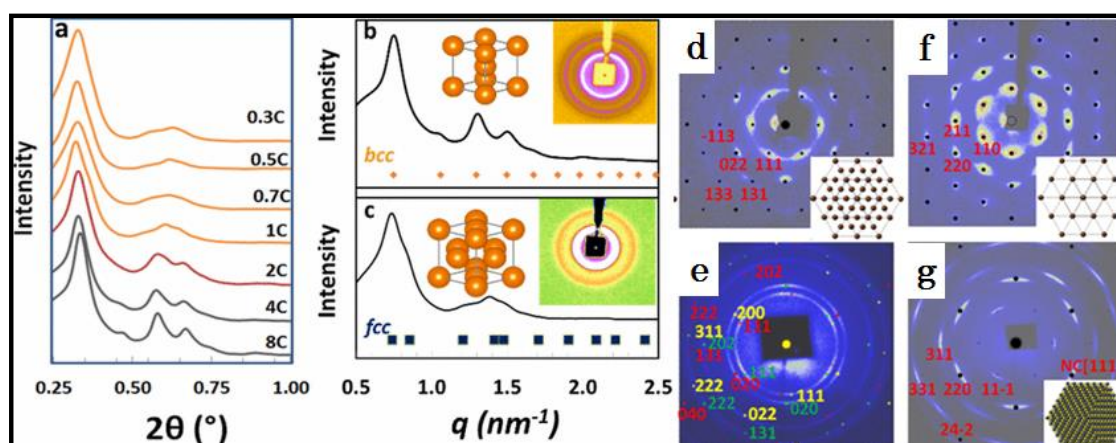 a
Intensity
0.3C
0.5C
0.7C
1C
2C
4C
8C
0.25
0.50
0.75
1.00
2θ (°)
b
Intensity
bcc
c
Intensity
fcc
0.5
1.0
1.5
2.0
2.5
q (nm⁻¹)
d
-113
022 111
133 131
e
202
222
200
311
111
202
131
222
111
222
020
040
022
131
f
211
321
110
220
g
311
NC[111
331 220 11-1
24-2